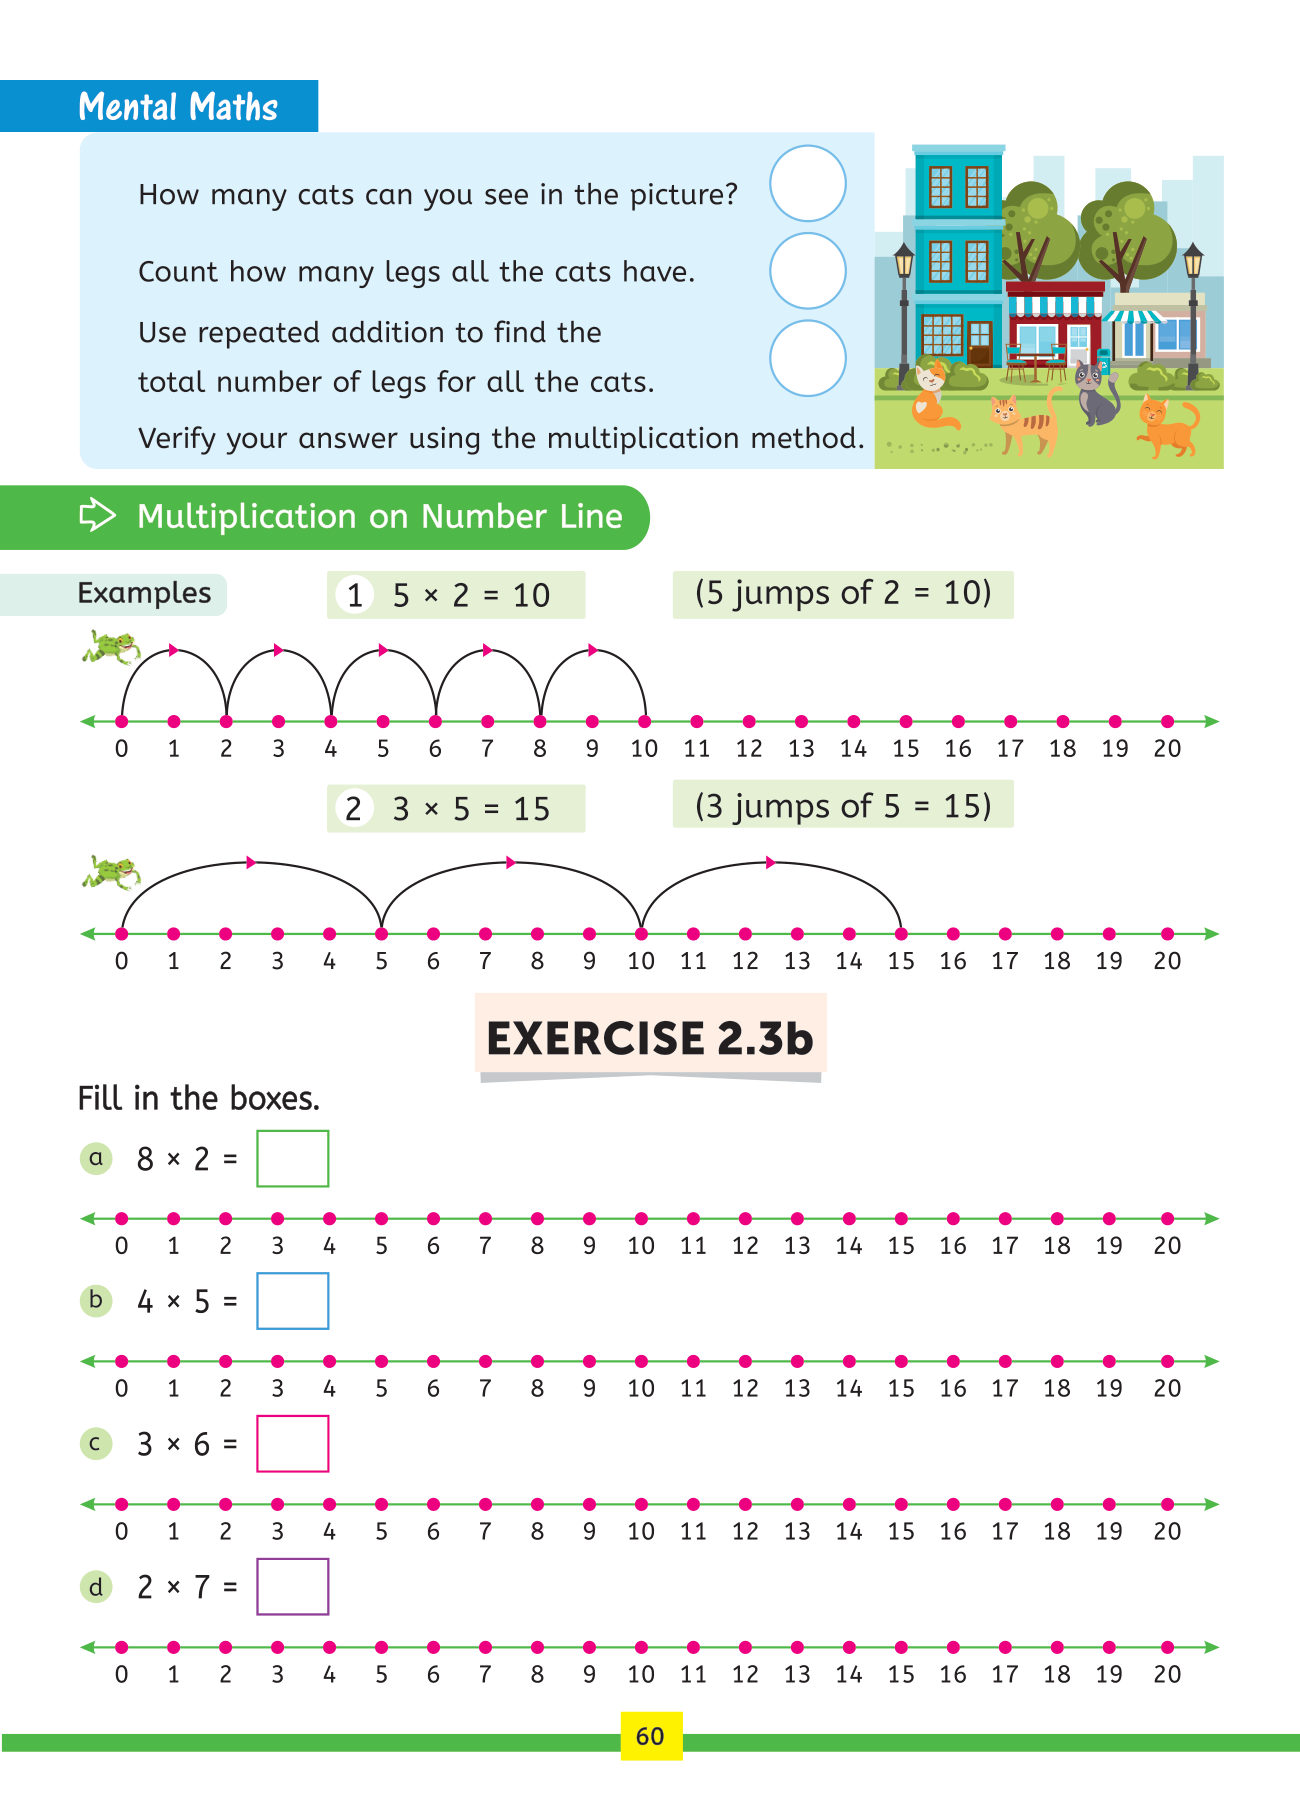 Mental Maths
How many cats can you see in the picture?
Count how many legs all the cats have.
Use repeated addition to find the
total number of legs for all the cats.
Verify your answer using the multiplication method.
Multiplication on Number Line
Examples
1 5 × 2 = 10 (5 jumps of 2 = 10)
0 1 2 3 4 5 6 7 8 9 10 11 12 13 14 15 16 17 18 19 20
2 3 × 5 = 15 (3 jumps of 5 = 15)
0 1 2 3 4 5 6 7 8 9 10 11 12 13 14 15 16 17 18 19 20
EXERCISE 2.3b
Fill in the boxes.
a 8 × 2 =
0 1 2 3 4 5 6 7 8 9 10 11 12 13 14 15 16 17 18 19 20
b 4 × 5 =
0 1 2 3 4 5 6 7 8 9 10 11 12 13 14 15 16 17 18 19 20
c 3 × 6 =
0 1 2 3 4 5 6 7 8 9 10 11 12 13 14 15 16 17 18 19 20
d 2 × 7 =
0 1 2 3 4 5 6 7 8 9 10 11 12 13 14 15 16 17 18 19 20
60